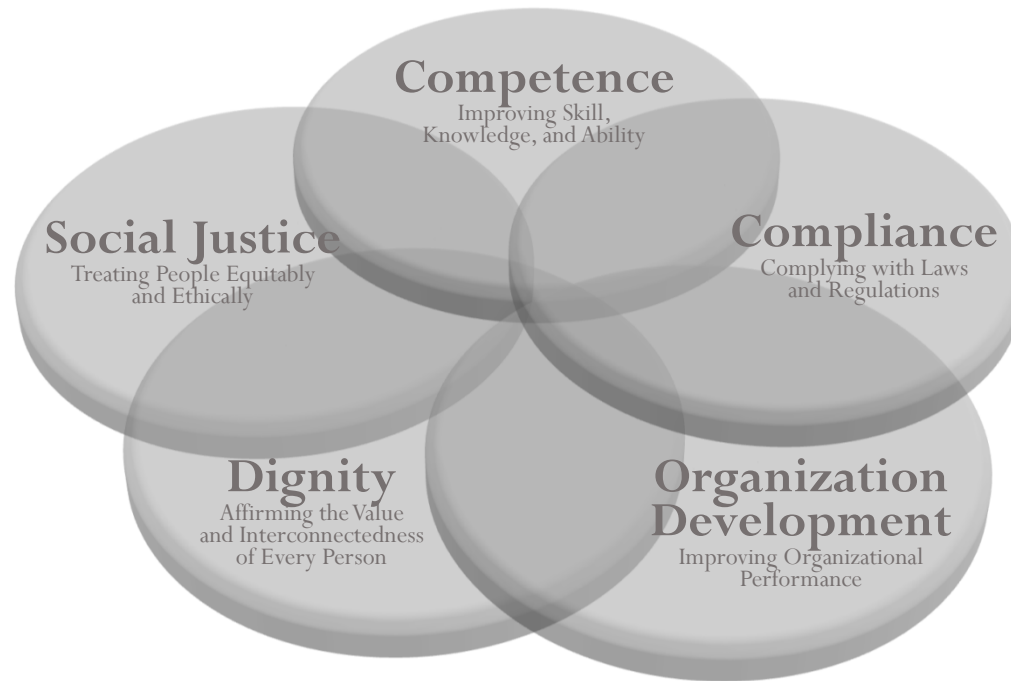 Competence
Improving Skill,
Knowledge, and Ability
Social Justice
Treating People Equitably
and Ethically
Compliance
Complying with Laws
and Regulations
Dignity
Affirming the Value
and Interconnectedness
of Every Person
Organization
Development
Improving Organizational
Performance